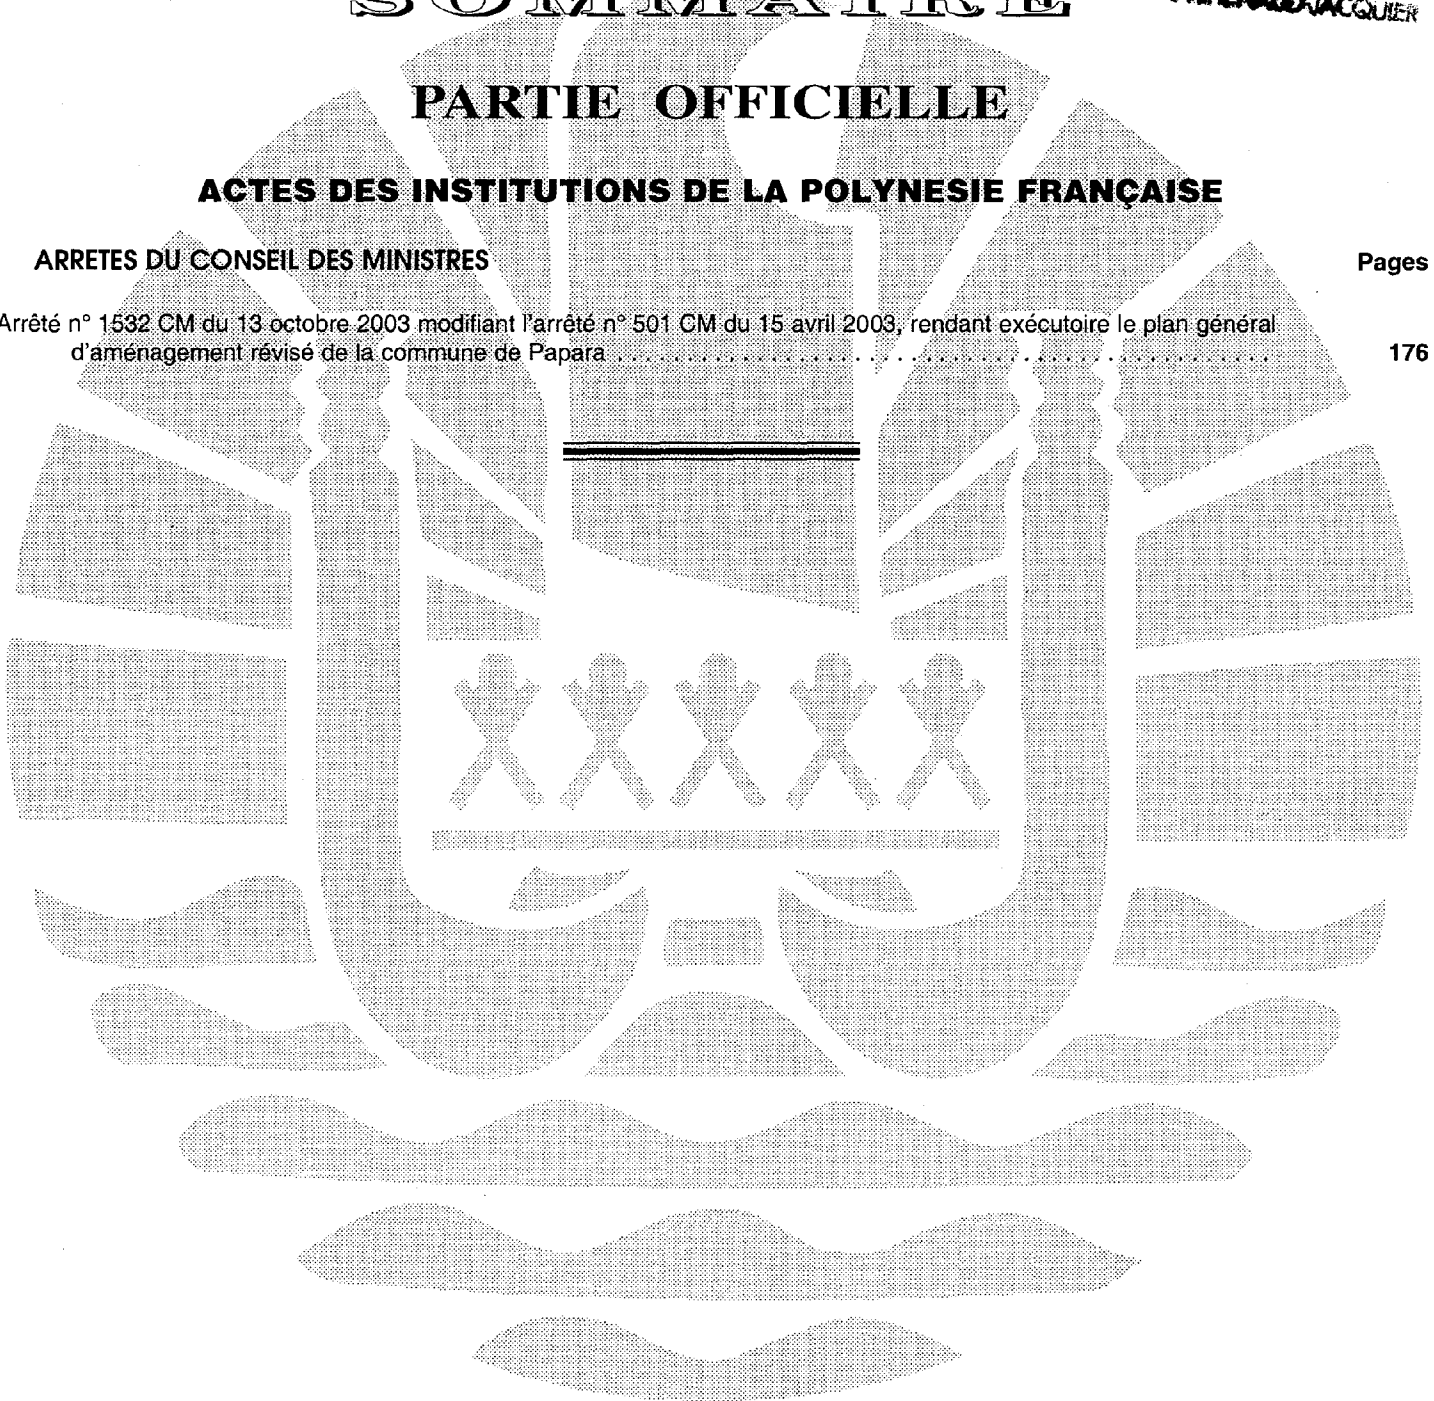 SOMMAIRE
JACQUIER
PARTIE OFFICIELLE
ACTES DES INSTITUTIONS DE LA POLYNESIE FRANÇAISE
ARRETES DU CONSEIL DES MINISTRES Pages
Arrêté n° 1532 CM du 13 octobre 2003 modifiant l'arrêté n° 501 CM du 15 avril 2003, rendant exécutoire le plan général
d'aménagement révisé de la commune de Papara . . . . . . . . . . . . . . . . . . . . . . . . . . . . . . . . . . . . . . . . . . . . . . . 176